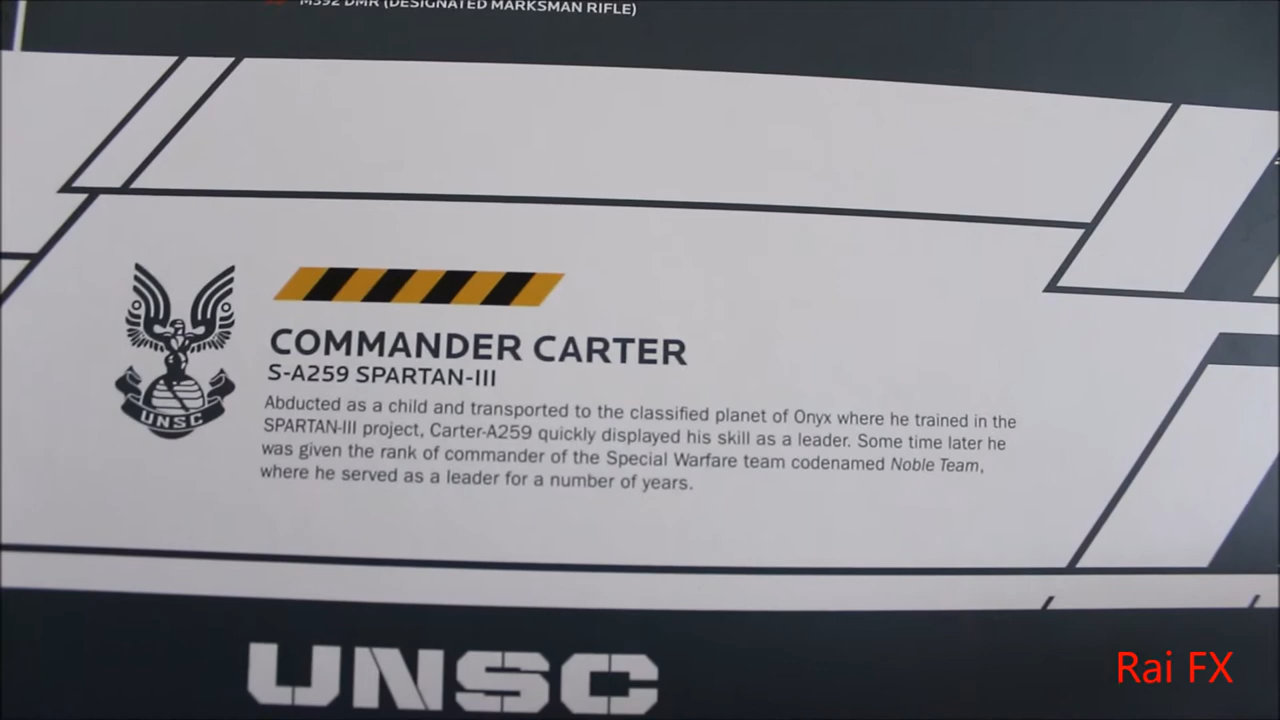 M392 DMR (DESIGNATED MARKSMAN RIFLE)
COMMANDER CARTER
S-A259 SPARTAN-III
Abducted as a child and transported to the classified planet of Onyx where he trained in the
SPARTAN-III project, Carter-A259 quickly displayed his skill as a leader. Some time later he
was given the rank of commander of the Special Warfare team codenamed Noble Team,
where he served as a leader for a number of years.
UNSC
UNSC
Rai FX